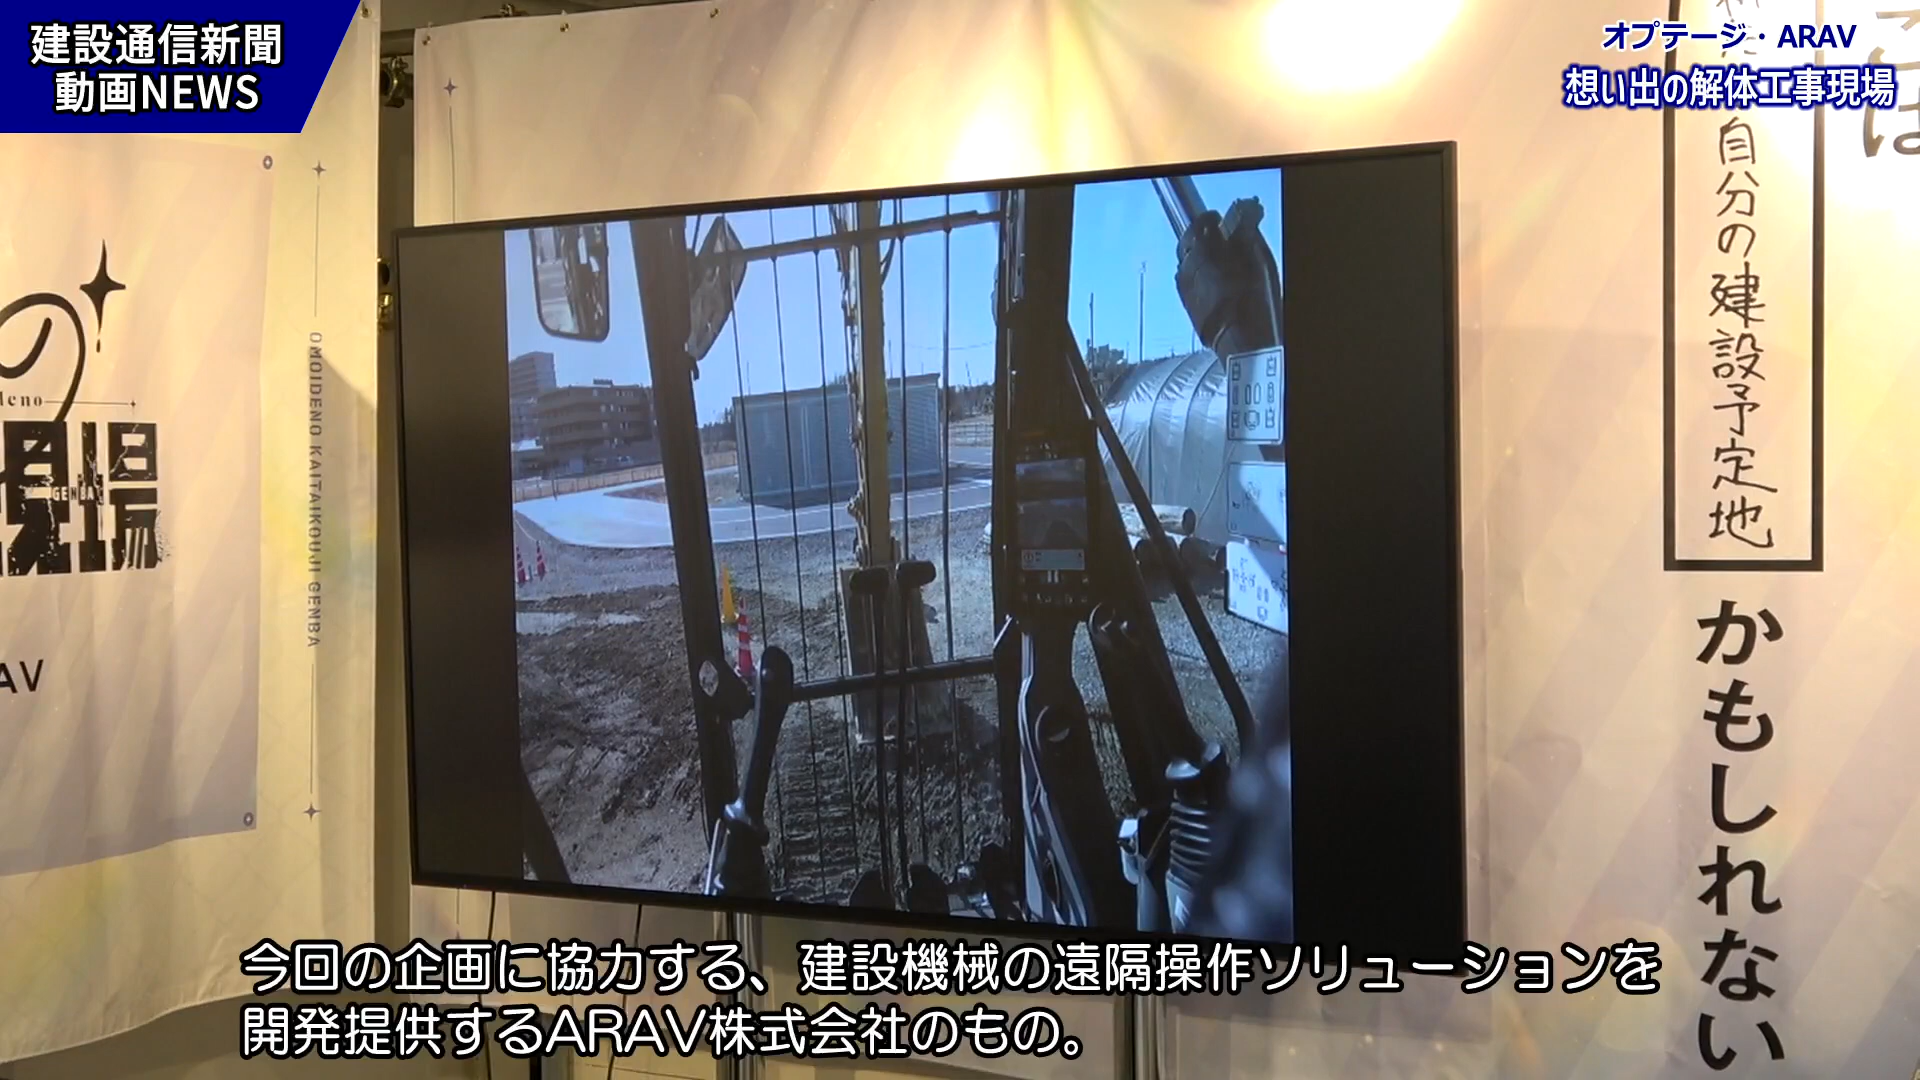 建設通信新聞
動画NEWS
オプテージ・ARAV
想い出の解体工事現場
の
現場
GENBA
OMOIDENO KAITAIKOUJI GENBA
自分の建設予定地
かもしれない
今回の企画に協力する、建設機械の遠隔操作ソリューションを
開発提供するARAV株式会社のもの。